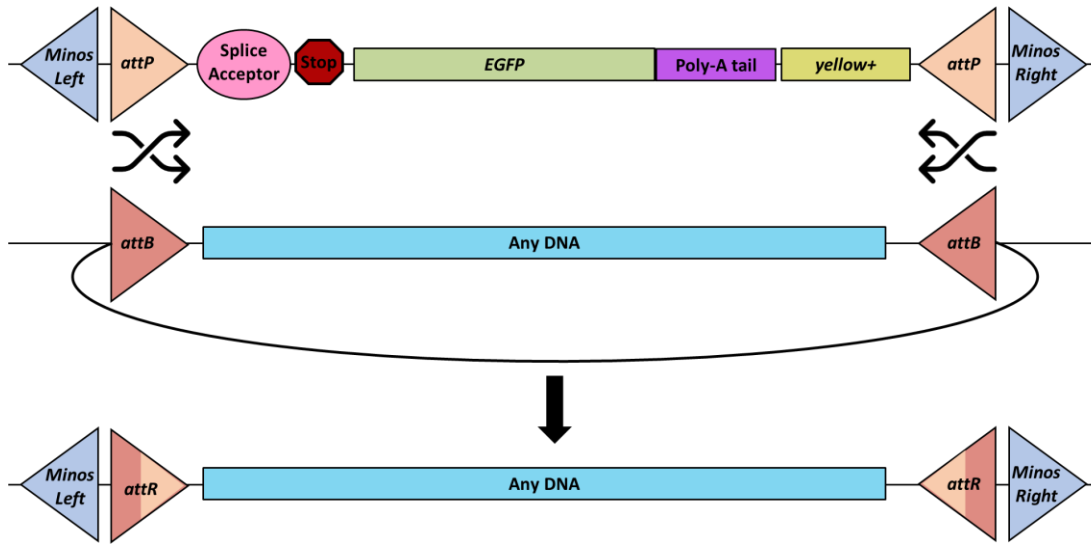 Minos
Left
attP
Splice
Acceptor
Stop
EGFP
Poly-A tail
yellow+
attP
Minos
Right
attB
Any DNA
attB
Minos
Left
attR
Any DNA
attR
Minos
Right